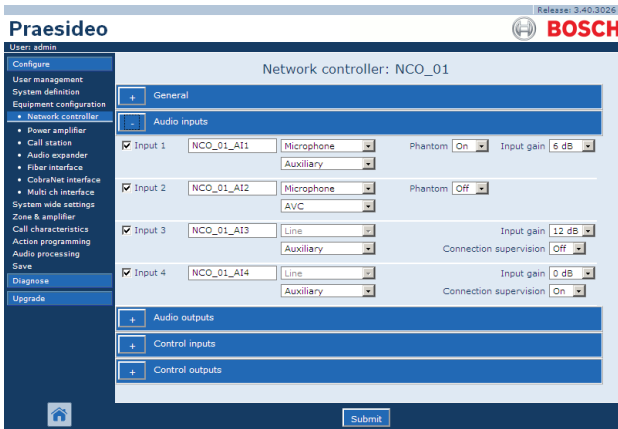 Release: 3.40.3026
Praesideo
BOSCH
User: admin
Configure
User management
System definition
Equipment configuration
• Network controller
• Power amplifier
• Call station
• Audio expander
• Fiber interface
• CobraNet interface
• Multi ch interface
System wide settings
Zone & amplifier
Call characteristics
Action programming
Audio processing
Save
Diagnose
Upgrade
Network controller: NCO_01
+ General
- Audio inputs
Input 1 NCO_01_AI1 Microphone Phantom On Input gain 6 dB
Auxiliary
Input 2 NCO_01_AI2 Microphone Phantom Off
AVC
Input 3 NCO_01_AI3 Line Input gain 12 dB
Auxiliary Connection supervision Off
Input 4 NCO_01_AI4 Line Input gain 0 dB
Auxiliary Connection supervision On
+ Audio outputs
+ Control inputs
+ Control outputs
Submit